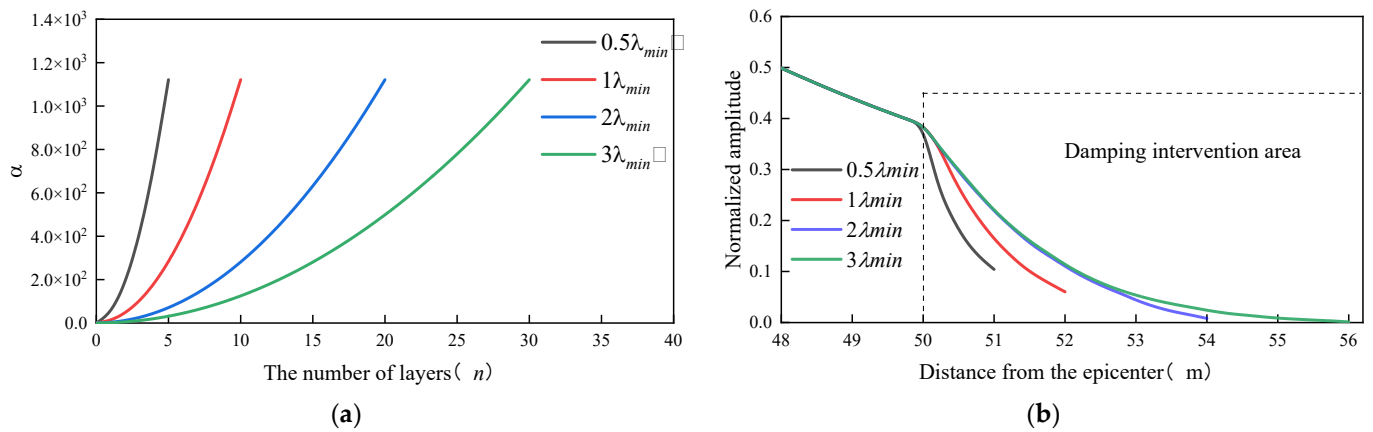 1.4×10³
1.2×10³
1.0×10³
8.0×10²
6.0×10²
4.0×10²
2.0×10²
0.0
α
0 5 10 15 20 25 30 35 40
The number of layers( n)
0.5λmin□
1λmin
2λmin
3λmin□
(a)
0.6
0.5
0.4
0.3
0.2
0.1
0.0
Normalized amplitude
48 49 50 51 52 53 54 55 56
Distance from the epicenter( m)
Damping intervention area
0.5λmin
1λmin
2λmin
3λmin
(b)